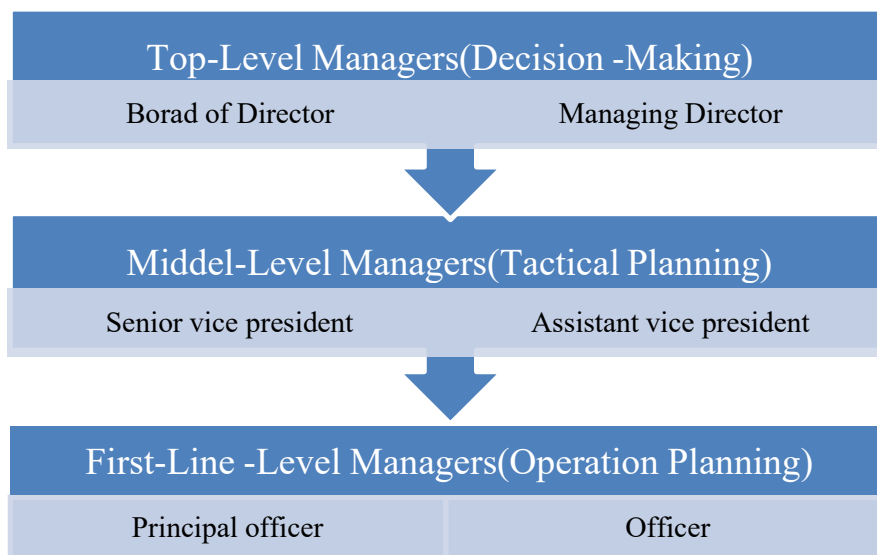 Top-Level Managers(Decision -Making)
Borad of Director
Managing Director
Middel-Level Managers(Tactical Planning)
Senior vice president
Assistant vice president
First-Line -Level Managers(Operation Planning)
Principal officer
Officer